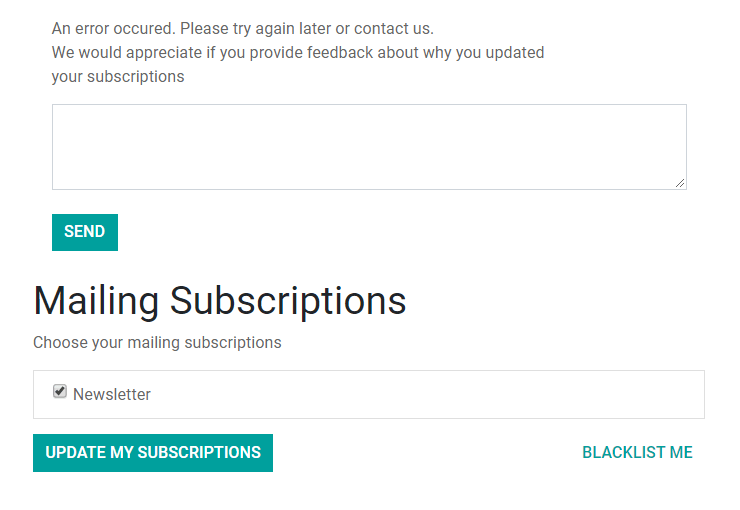 An error occured. Please try again later or contact us.
We would appreciate if you provide feedback about why you updated
your subscriptions
SEND
Mailing Subscriptions
Choose your mailing subscriptions
Newsletter
UPDATE MY SUBSCRIPTIONS
BLACKLIST ME